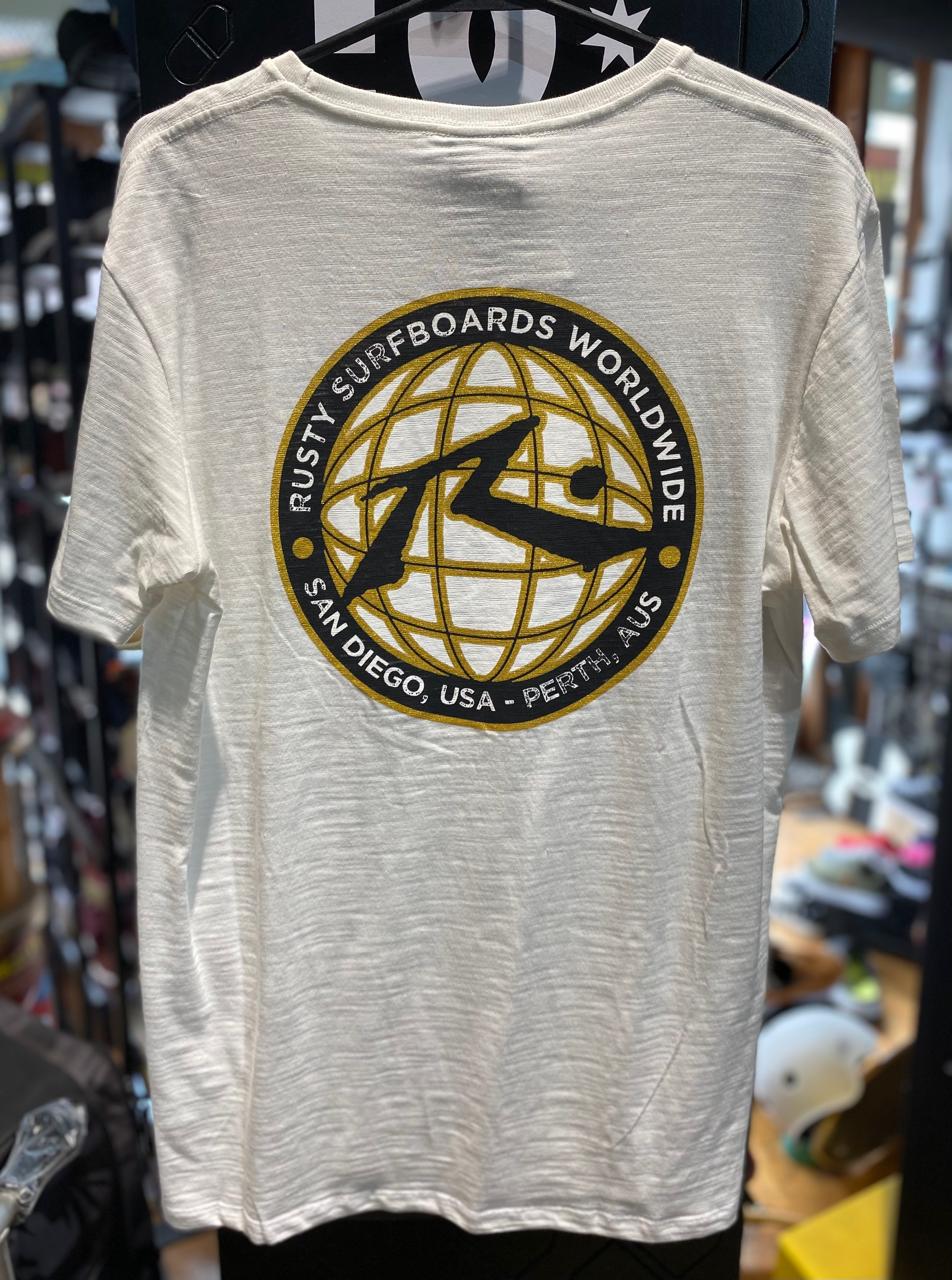 RUSTY SURFBOARDS WORLDWIDE
SAN DIEGO, USA - PERTH, AUS